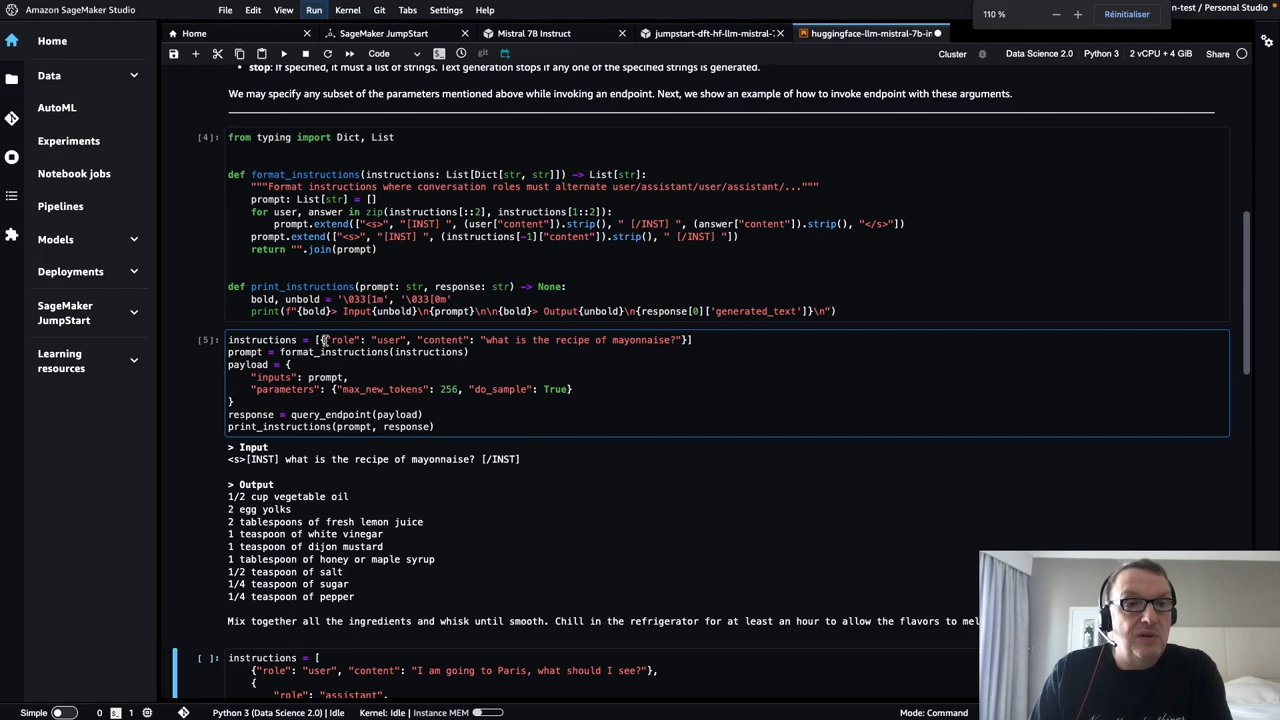 Amazon SageMaker Studio
File Edit View Run Kernel Git Tabs Settings Help
110 %
Réinitialiser
n-test / Personal Studio
Home
Data
AutoML
Experiments
Notebook jobs
Pipelines
Models
Deployments
SageMaker
JumpStart
Learning
resources
Home
SageMaker JumpStart
Mistral 7B Instruct
jumpstart-dft-hf-llm-mistral-7
huggingface-llm-mistral-7b-in
Code
git
Cluster
Data Science 2.0
Python 3
2 vCPU + 4 GiB
Share
• stop: If specified, it must a list of strings. Text generation stops if any one of the specified strings is generated.
We may specify any subset of the parameters mentioned above while invoking an endpoint. Next, we show an example of how to invoke endpoint with these arguments.
[4]:
from typing import Dict, List
def format_instructions(instructions: List[Dict[str, str]]) -> List[str]:
"""Format instructions where conversation roles must alternate user/assistant/user/assistant/..."""
prompt: List[str] = []
for user, answer in zip(instructions[::2], instructions[1::2]):
prompt.extend(["<s>", "[INST] ", (user["content"]).strip(), " [/INST] ", (answer["content"]).strip(), "</s>"])
prompt.extend(["<s>", "[INST] ", (instructions[-1]["content"]).strip(), " [/INST] "])
return "".join(prompt)
def print_instructions(prompt: str, response: str) -> None:
bold, unbold = '\033[1m', '\033[0m'
print(f"{bold}> Input{unbold}\n{prompt}\n\n{bold}> Output{unbold}\n{response[0]['generated_text']}\n")
[5]:
instructions = [{"role": "user", "content": "what is the recipe of mayonnaise?"}]
prompt = format_instructions(instructions)
payload = {
"inputs": prompt,
"parameters": {"max_new_tokens": 256, "do_sample": True}
}
response = query_endpoint(payload)
print_instructions(prompt, response)
> Input
<s>[INST] what is the recipe of mayonnaise? [/INST]
> Output
1/2 cup vegetable oil
2 egg yolks
2 tablespoons of fresh lemon juice
1 teaspoon of white vinegar
1 teaspoon of dijon mustard
1 tablespoon of honey or maple syrup
1/2 teaspoon of salt
1/4 teaspoon of sugar
1/4 teaspoon of pepper
Mix together all the ingredients and whisk until smooth. Chill in the refrigerator for at least an hour to allow the flavors to mel
[ ]:
instructions = [
{"role": "user", "content": "I am going to Paris, what should I see?"},
{
"role": "assistant",
Simple
0
1
Python 3 (Data Science 2.0) | Idle
Kernel: Idle | Instance MEM
Mode: Command